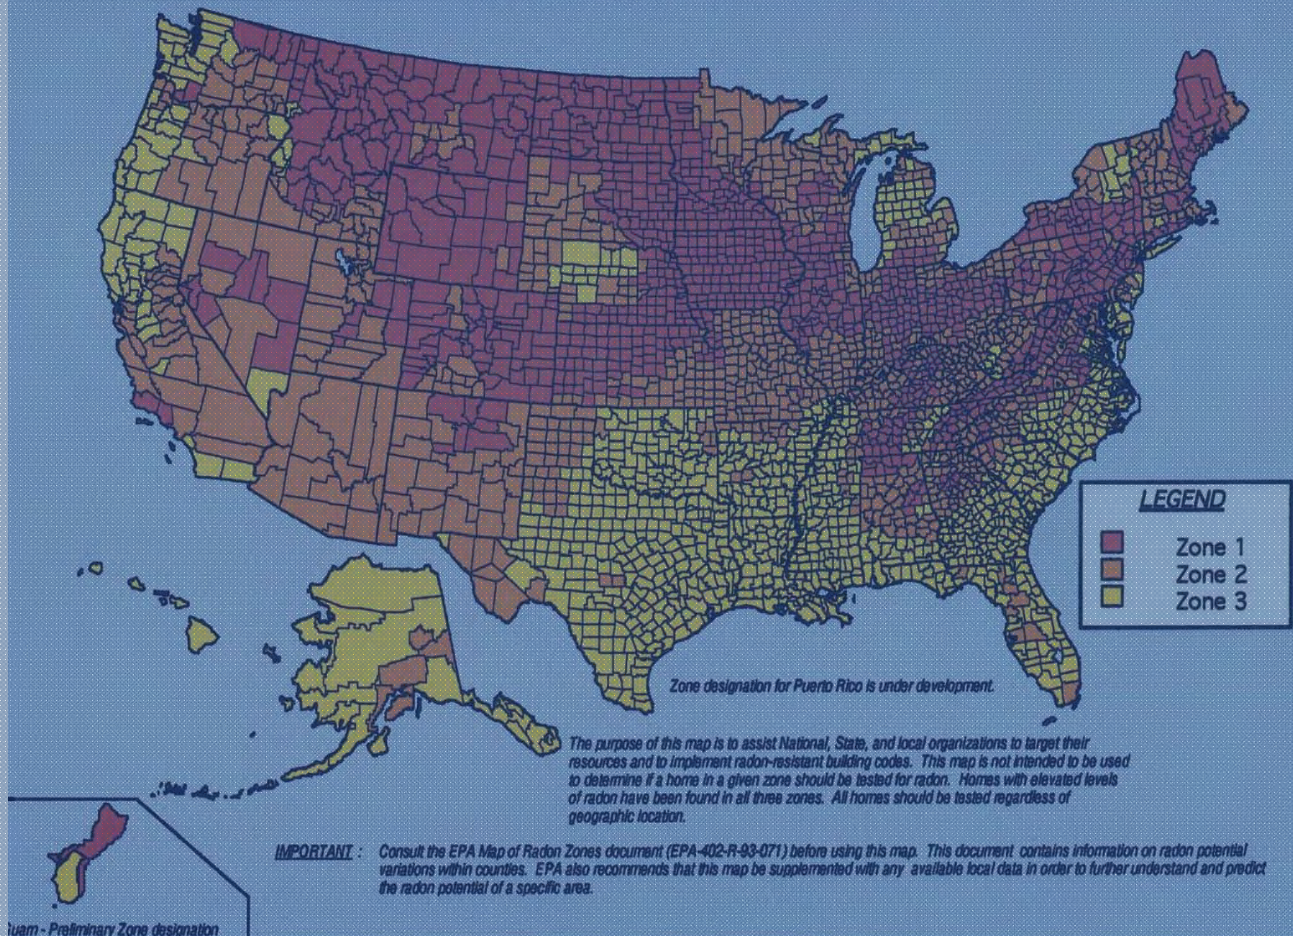 LEGEND
Zone 1
Zone 2
Zone 3
Zone designation for Puerto Rico is under development.
The purpose of this map is to assist National, State, and local organizations to target their
resources and to implement radon-resistant building codes. This map is not intended to be used
to determine if a home in a given zone should be tested for radon. Homes with elevated levels
of radon have been found in all three zones. All homes should be tested regardless of
geographic location.
IMPORTANT : Consult the EPA Map of Radon Zones document (EPA-402-R-93-071) before using this map. This document contains information on radon potential
variations within counties. EPA also recommends that this map be supplemented with any available local data in order to further understand and predict
the radon potential of a specific area.
Guam - Preliminary Zone designation